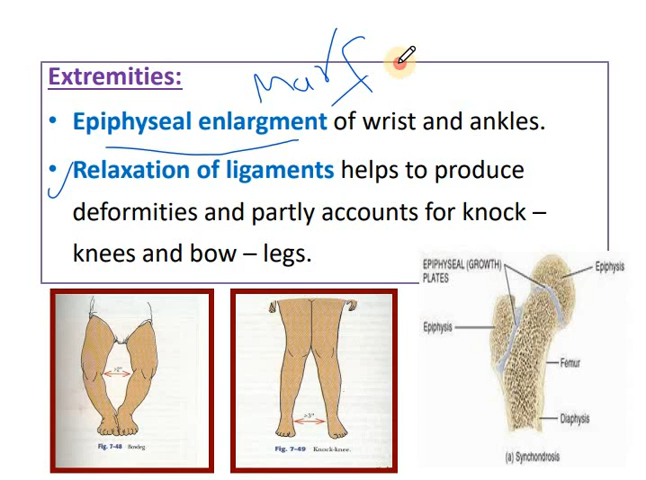 Extremities:
• Epiphyseal enlargment of wrist and ankles.
• Relaxation of ligaments helps to produce
deformities and partly accounts for knock –
knees and bow – legs.
>2"
Fig. 7-48 Bowleg
>3"
Fig. 7-49 Knock-knee.
EPIPHYSEAL (GROWTH)
PLATES
Epiphysis
Epiphysis
Femur
Diaphysis
(a) Synchondrosis